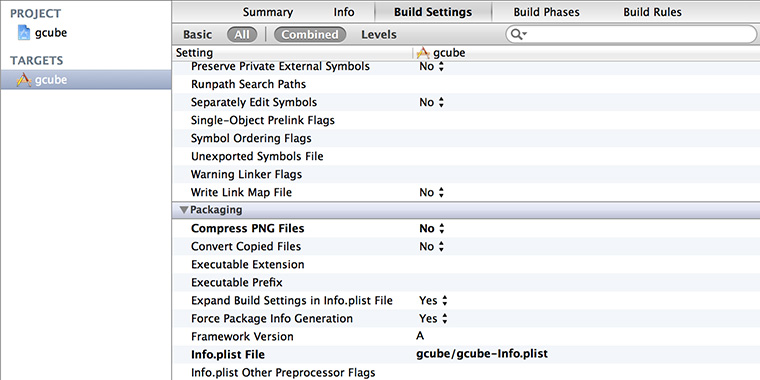 PROJECT
gcube
TARGETS
gcube
Summary Info Build Settings Build Phases Build Rules
Basic All Combined Levels
Setting gcube
Preserve Private External Symbols No
Runpath Search Paths
Separately Edit Symbols No
Single-Object Prelink Flags
Symbol Ordering Flags
Unexported Symbols File
Warning Linker Flags
Write Link Map File No
Packaging
Compress PNG Files No
Convert Copied Files No
Executable Extension
Executable Prefix
Expand Build Settings in Info.plist File Yes
Force Package Info Generation Yes
Framework Version A
Info.plist File gcube/gcube-Info.plist
Info.plist Other Preprocessor Flags